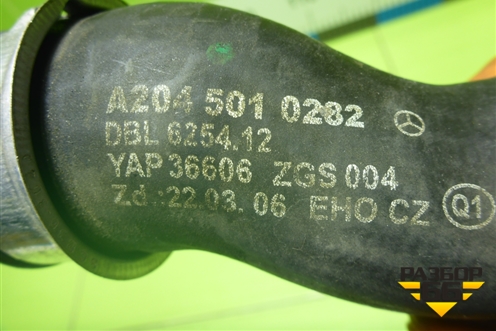 A204 501 0282
DBL 6254.12
YAP 36606 ZGS 004
Zd.:22.03.06 EHO CZ Q1
РАЗБОР